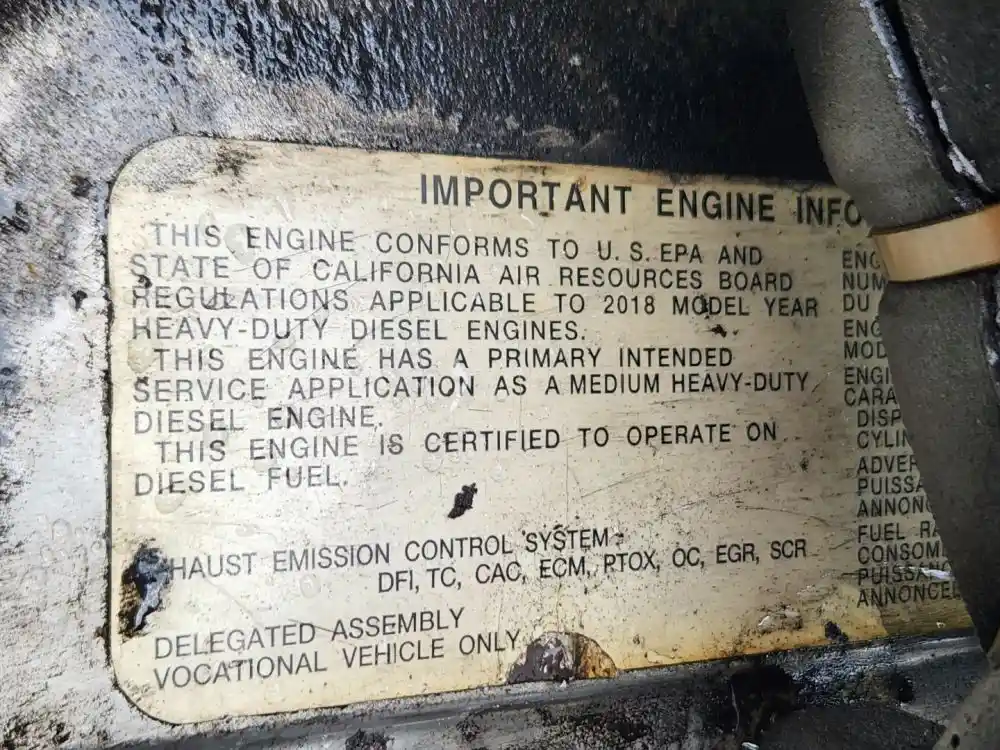 IMPORTANT ENGINE
THIS ENGINE CONFORMS TO U.S. EPA AND
STATE OF CALIFORNIA AIR RESOURCES BOARD
REGULATIONS APPLICABLE TO 2018 MODEL YEAR
HEAVY-DUTY DIESEL ENGINES.
THIS ENGINE HAS A PRIMARY INTENDED
SERVICE APPLICATION AS A MEDIUM HEAVY-DUTY
DIESEL ENGINE.
THIS ENGINE IS CERTIFIED TO OPERATE ON
DIESEL FUEL.
HAUST EMISSION CONTROL SYSTEM:
DFI, TC, CAC, ECM, PTOX, OC, EGR, SCR
DELEGATED ASSEMBLY
VOCATIONAL VEHICLE ONLY
DU
FUEL